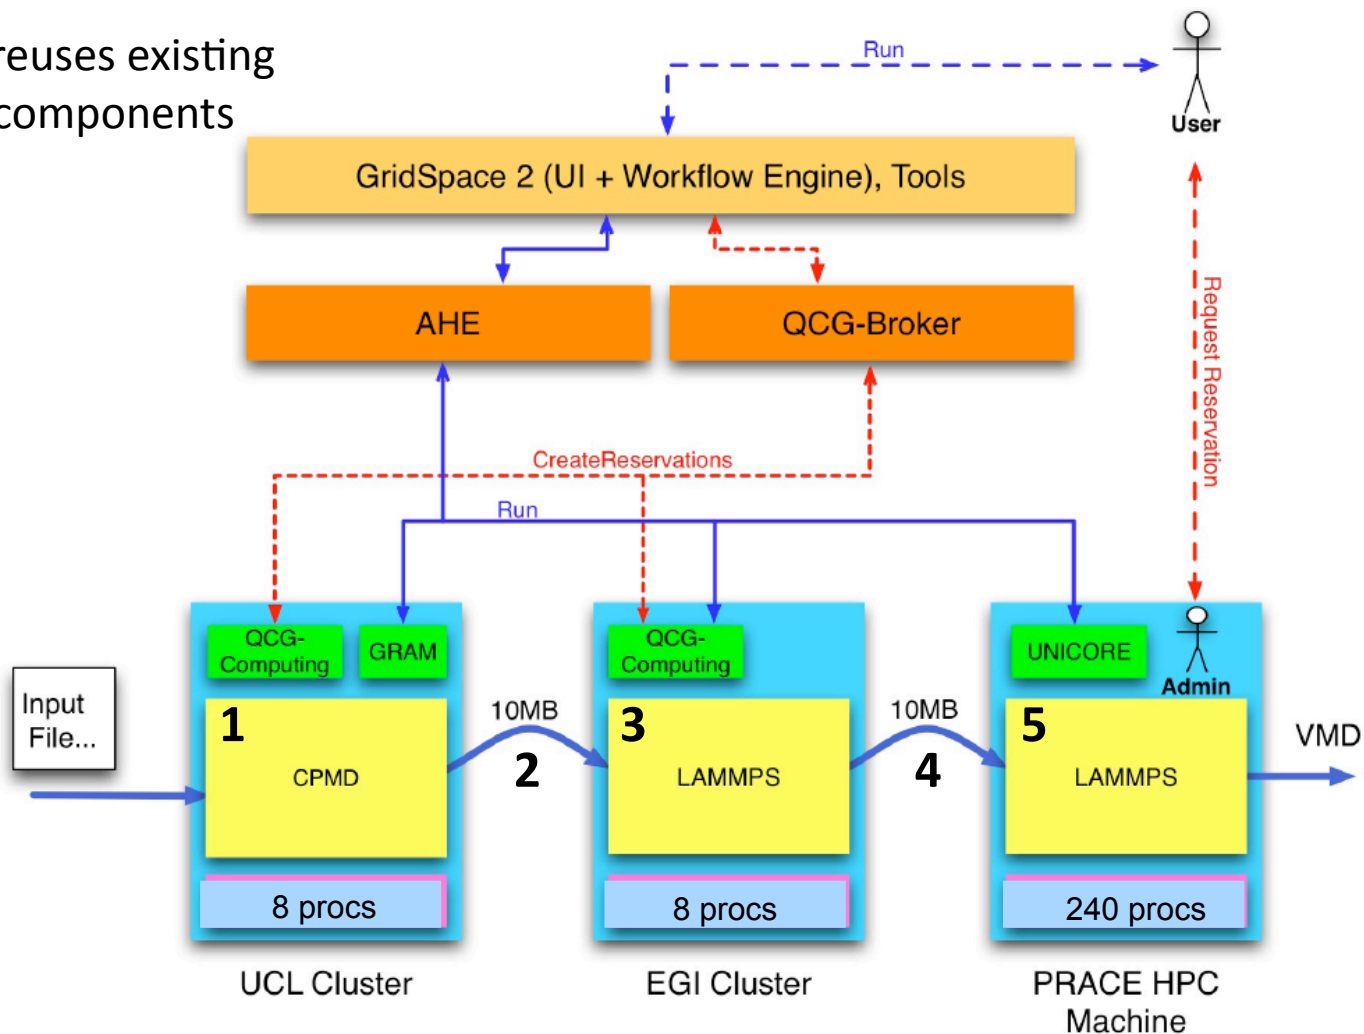 reuses existing
components
Run
User
GridSpace 2 (UI + Workflow Engine), Tools
AHE
QCG-Broker
Request Reservation
CreateReservations
Run
QCG-
Computing
GRAM
QCG-
Computing
UNICORE
Admin
Input
File...
1
CPMD
10MB
2
3
LAMMPS
10MB
4
5
LAMMPS
VMD
8 procs
8 procs
240 procs
UCL Cluster
EGI Cluster
PRACE HPC
Machine